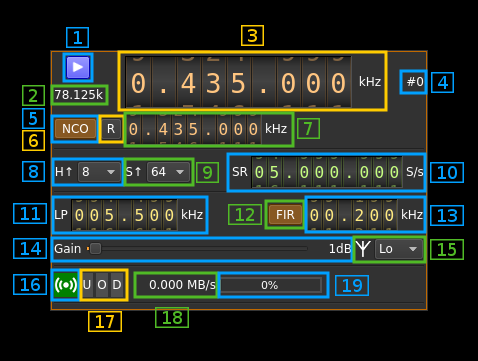 1
3
0.435.000 kHz
#0 4
2 78.125k
5 NCO R 0.435.000 kHz 7
6
8 H↑ 8 S↑ 64 9 SR 05.000.000 S/s 10
11 LP 005.500 kHz 12 FIR 00.200 kHz 13
14 Gain 1dB Lo 15
16 U O D 0.000 MB/s 0% 19
17
18